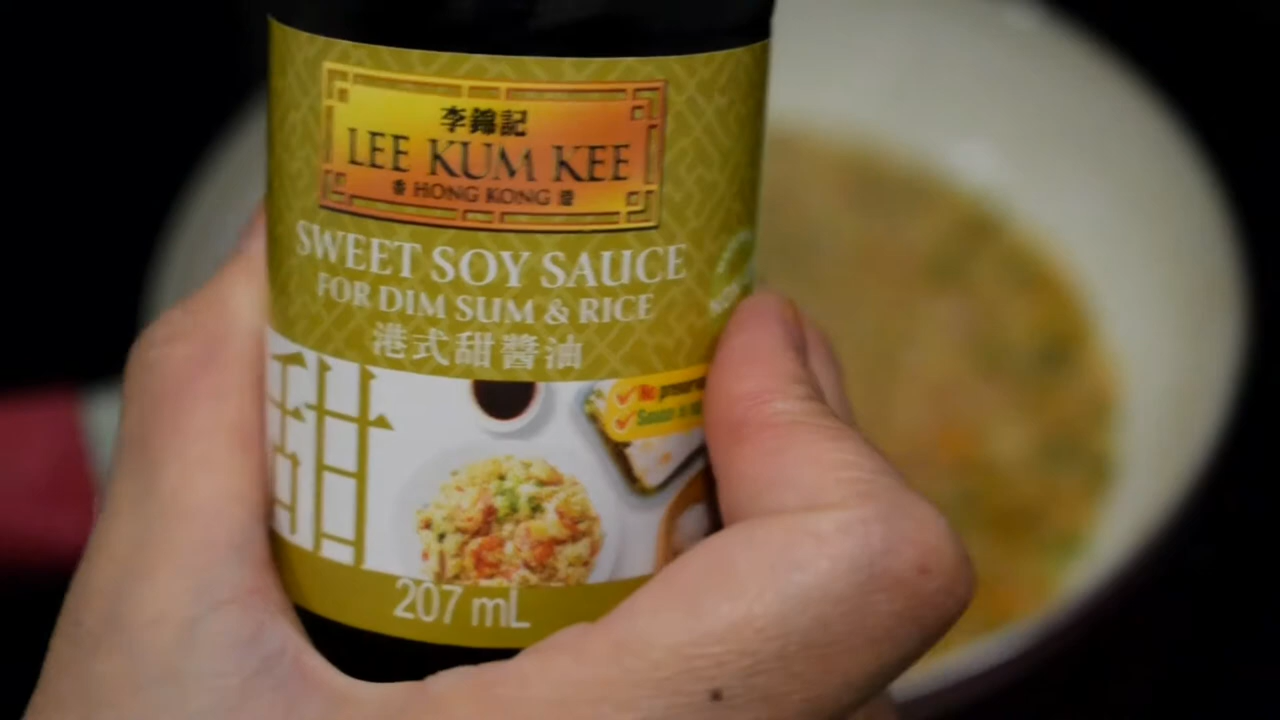 李錦記
LEE KUM KEE
香 HONG KONG 港
SWEET SOY SAUCE
FOR DIM SUM & RICE
港式甜醬油
甜
No
207 mL